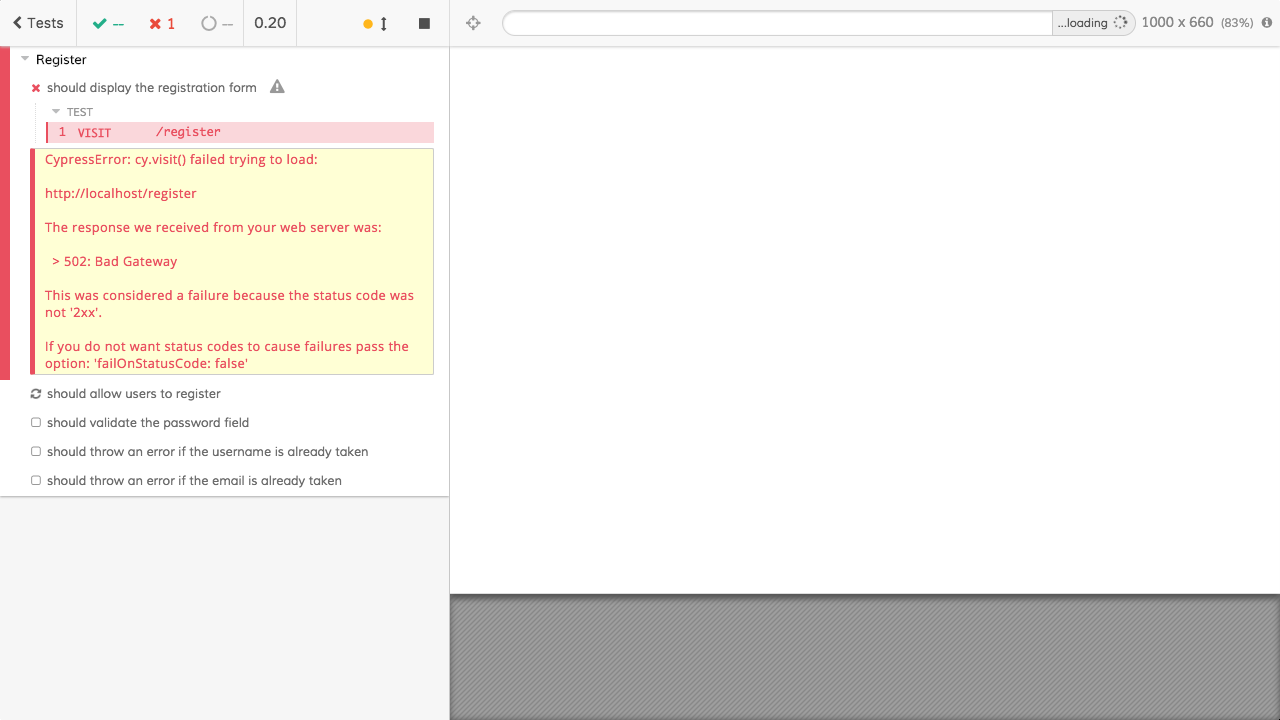 Tests -- 1 -- 0.20
...loading 1000 x 660 (83%)
Register
should display the registration form
TEST
1 VISIT /register
CypressError: cy.visit() failed trying to load:
http://localhost/register
The response we received from your web server was:
> 502: Bad Gateway
This was considered a failure because the status code was
not '2xx'.
If you do not want status codes to cause failures pass the
option: 'failOnStatusCode: false'
should allow users to register
should validate the password field
should throw an error if the username is already taken
should throw an error if the email is already taken